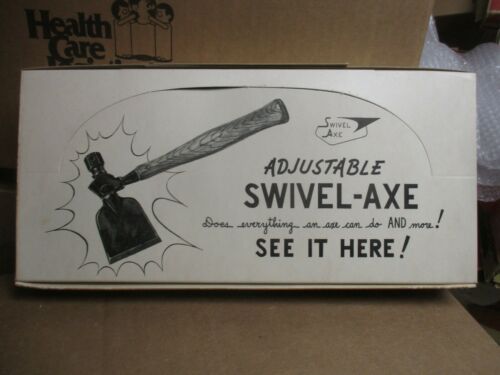 Health
Care
SWIVEL
AXE
ADJUSTABLE
SWIVEL-AXE
Does everything an axe can do AND more!
SEE IT HERE!